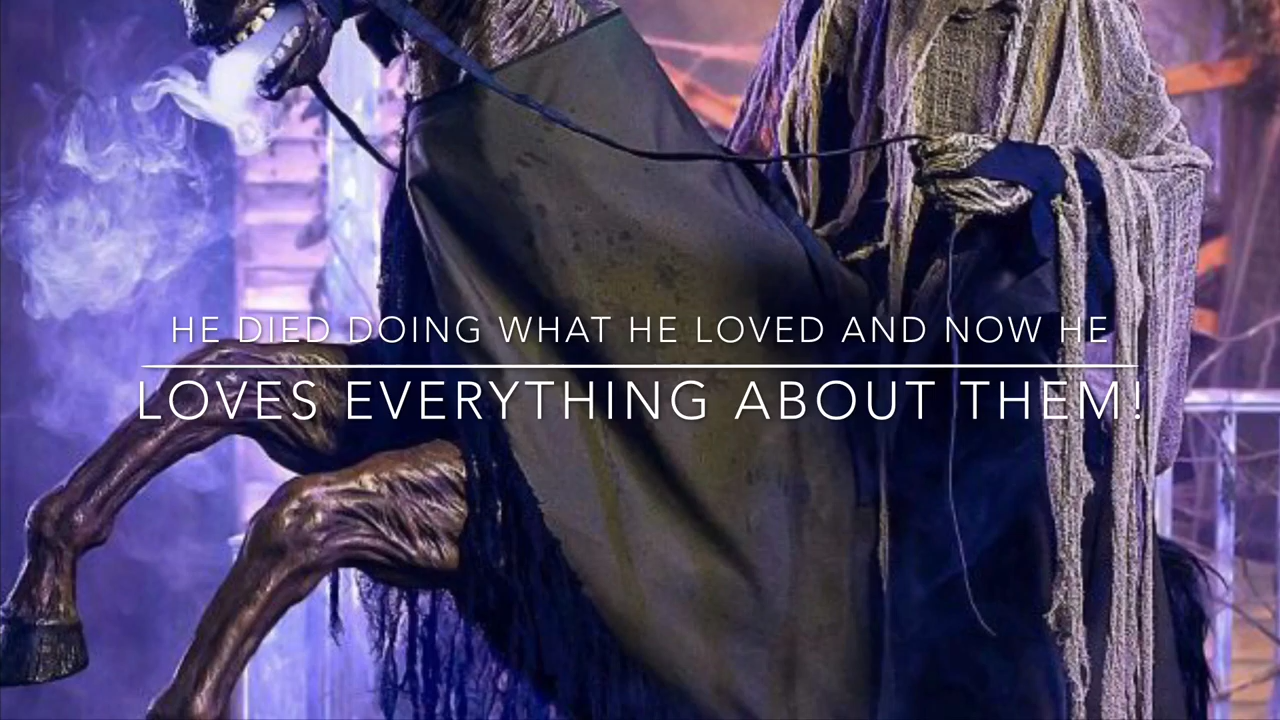 HE DIED DOING WHAT HE LOVED AND NOW HE
LOVES EVERYTHING ABOUT THEM!